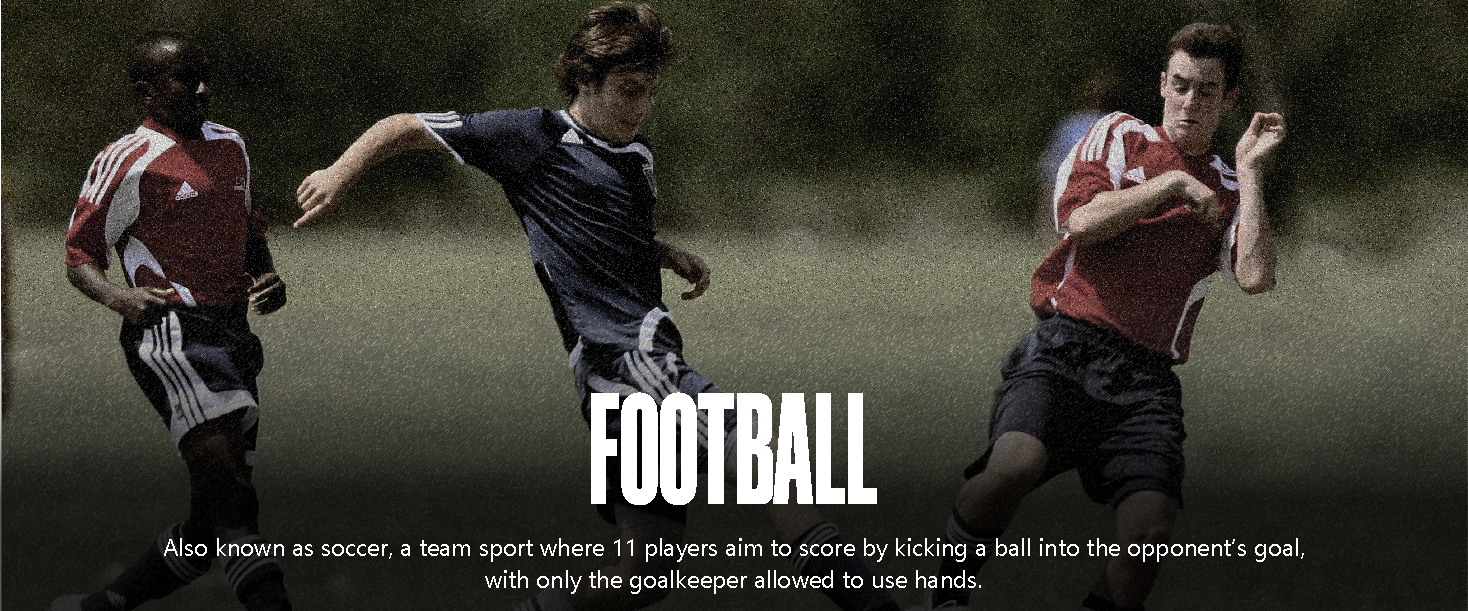 FOOTBALL
Also known as soccer, a team sport where 11 players aim to score by kicking a ball into the opponent’s goal,
with only the goalkeeper allowed to use hands.